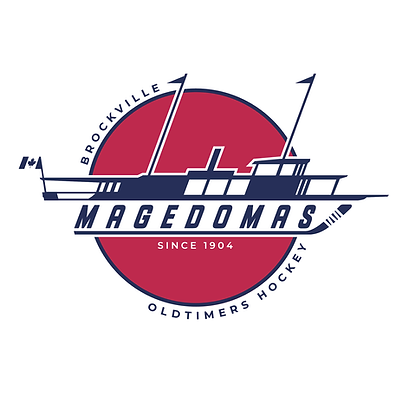 BROCKVILLE
MAGEDOMAS
SINCE 1904
OLDTIMERS HOCKEY